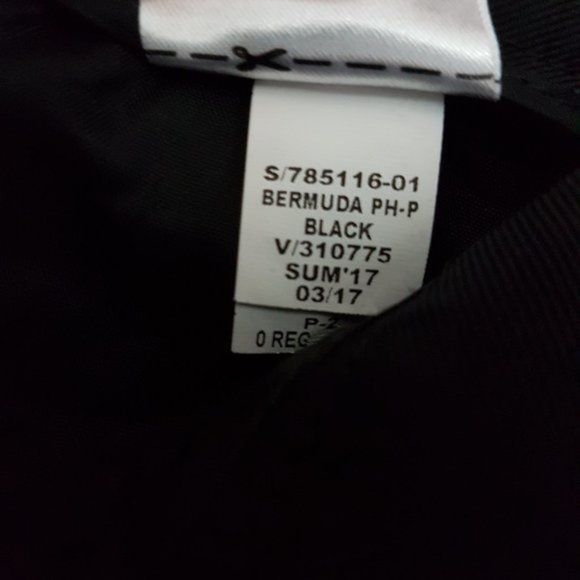 S/785116-01
BERMUDA PH-P
BLACK
V/310775
SUM'17
03/17
0 REG